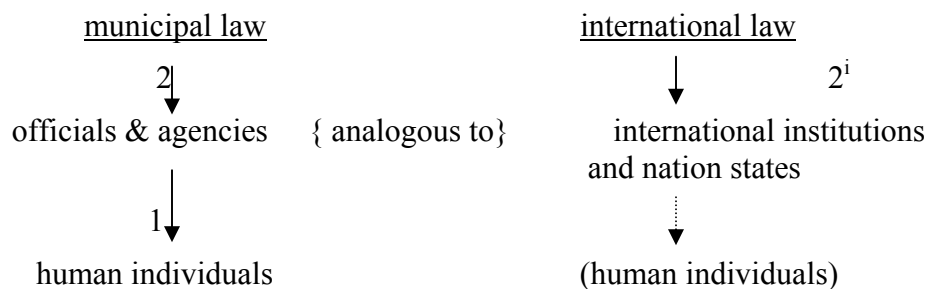 municipal law international law
2 2^i
officials & agencies { analogous to} international institutions
and nation states
1
human individuals (human individuals)